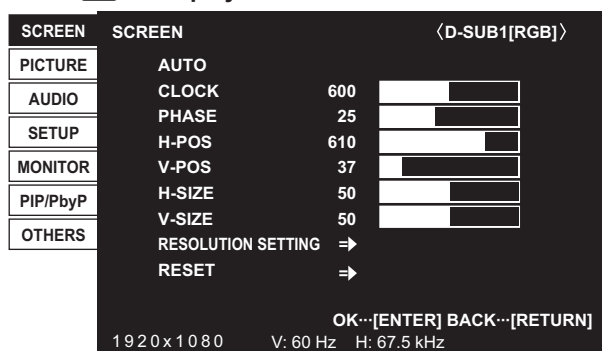 SCREEN
PICTURE
AUDIO
SETUP
MONITOR
PIP/PbyP
OTHERS
SCREEN 〈D-SUB1[RGB]〉
AUTO
CLOCK 600
PHASE 25
H-POS 610
V-POS 37
H-SIZE 50
V-SIZE 50
RESOLUTION SETTING ⇒
RESET ⇒
OK···[ENTER] BACK···[RETURN]
1920x1080 V: 60 Hz H: 67.5 kHz